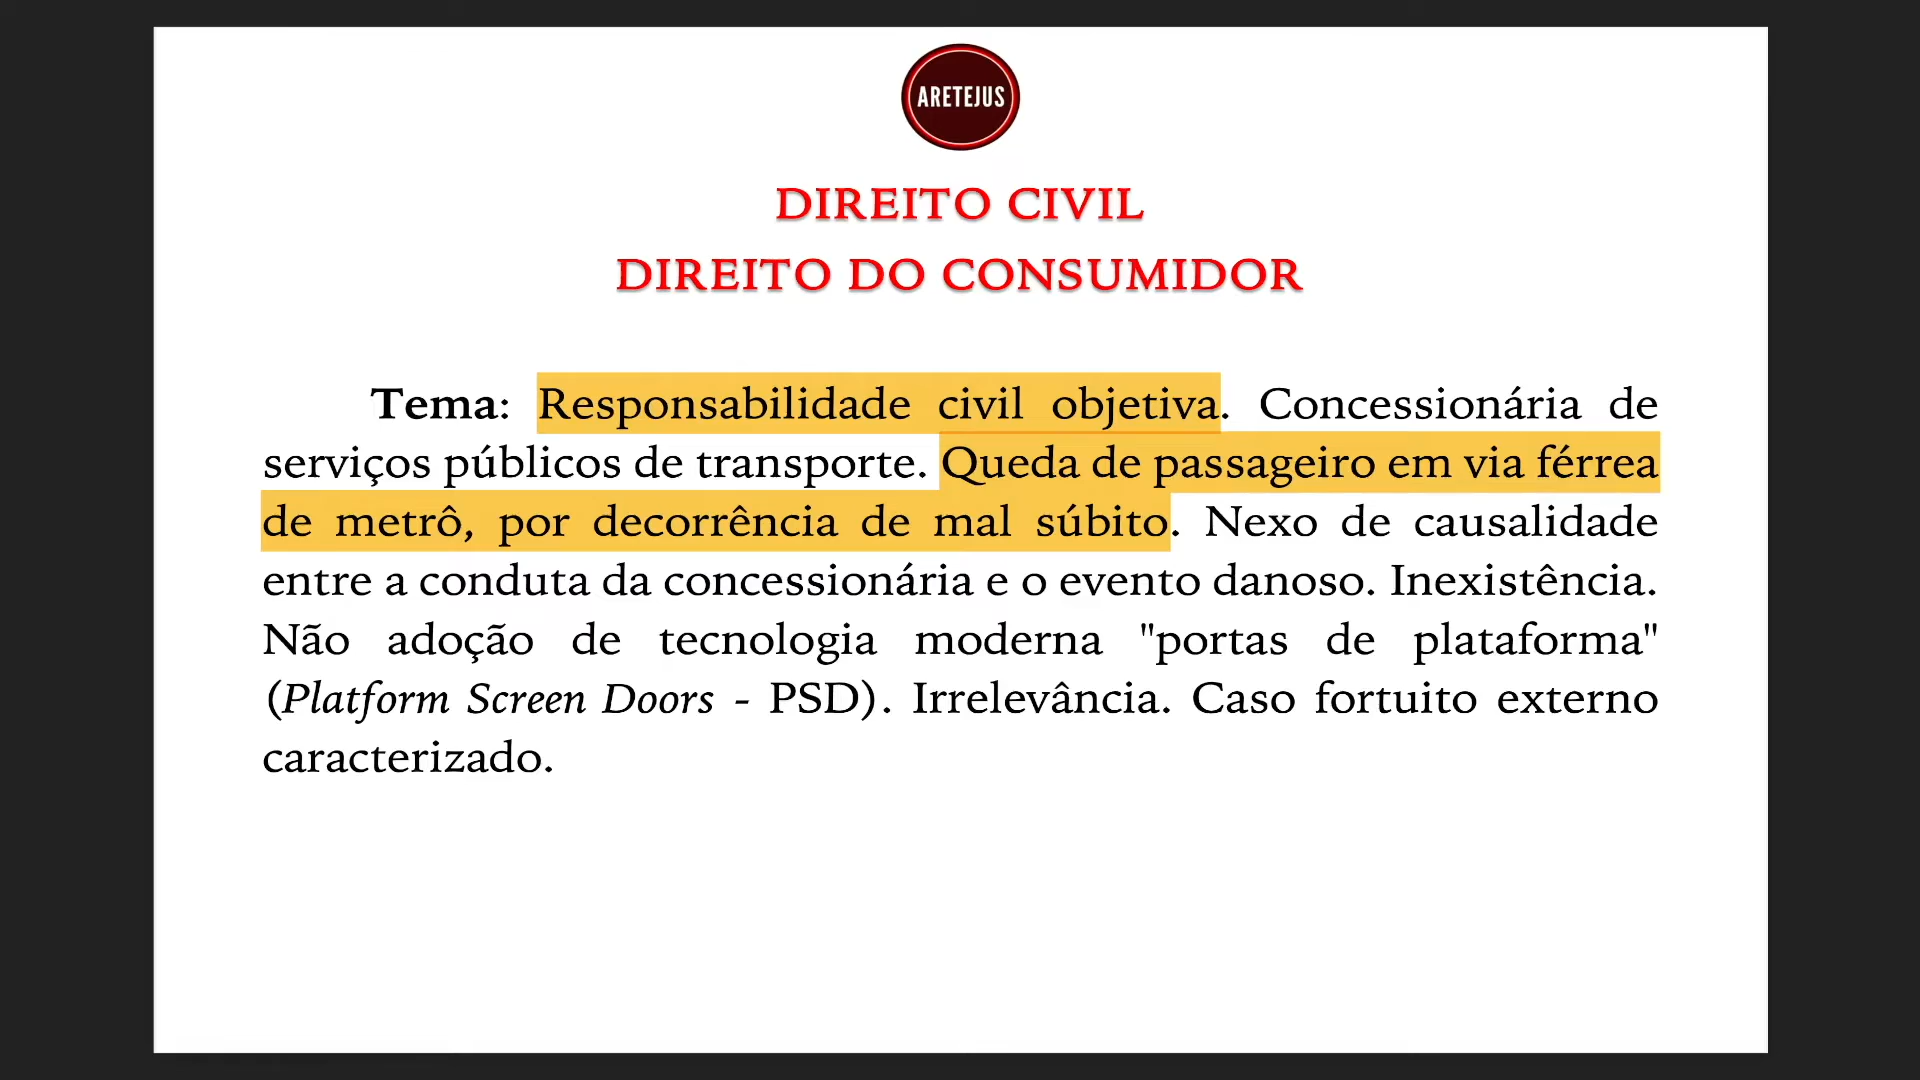 ARETEJUS
DIREITO CIVIL
DIREITO DO CONSUMIDOR
Tema: Responsabilidade civil objetiva. Concessionária de
serviços públicos de transporte. Queda de passageiro em via férrea
de metrô, por decorrência de mal súbito. Nexo de causalidade
entre a conduta da concessionária e o evento danoso. Inexistência.
Não adoção de tecnologia moderna "portas de plataforma"
(Platform Screen Doors - PSD). Irrelevância. Caso fortuito externo
caracterizado.